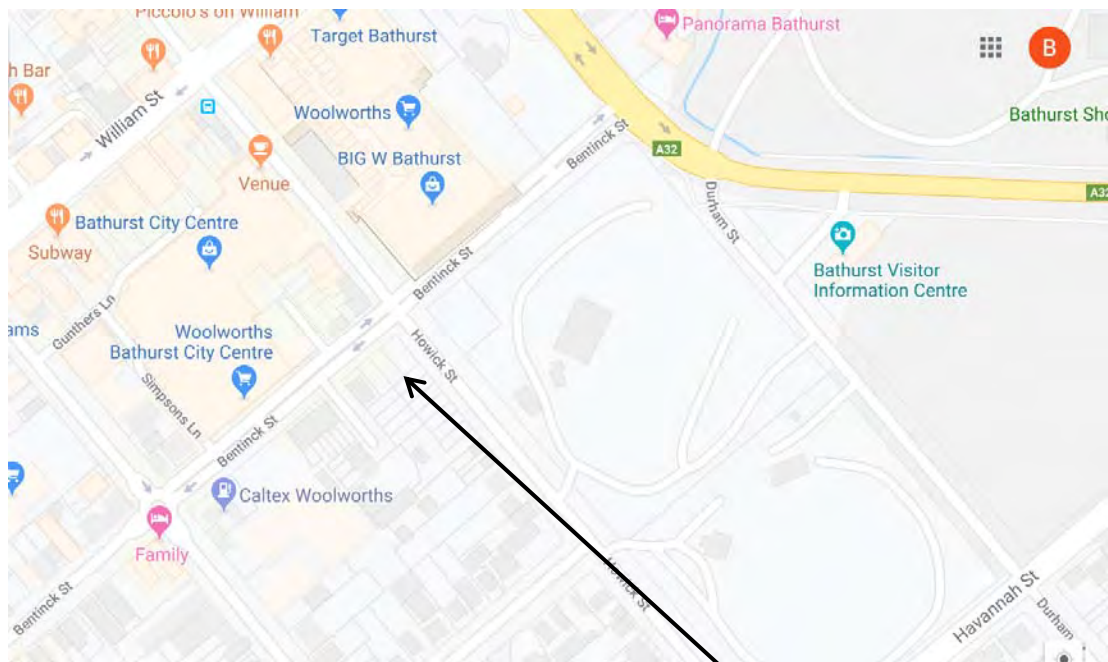 Piccolo's on William
Target Bathurst
Panorama Bathurst
B
h Bar
William St
Woolworths
Bathurst Sho
Bentinck St
A32
BIG W Bathurst
Venue
A32
Durham St
Subway
Bathurst City Centre
Bentinck St
Bathurst Visitor
Information Centre
Gunthers Ln
ams
Woolworths
Bathurst City Centre
Howick St
Simpsons Ln
Bentinck St
Caltex Woolworths
Family
Howick St
Bentinck St
Havannah St
Durham